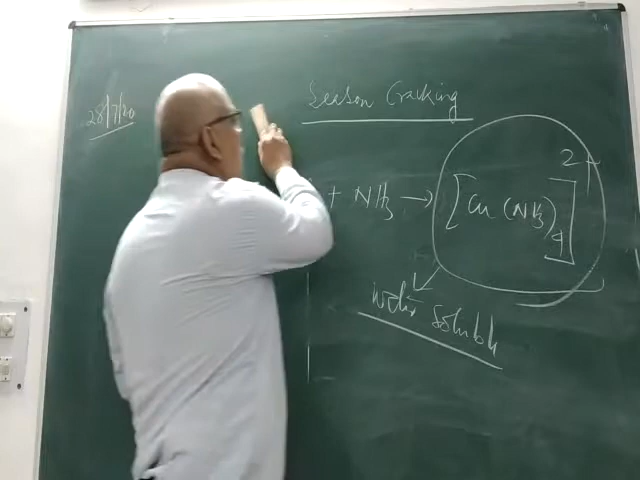 Season Cracking
28/7/20
+ NH3 → [Cu (NH3)4]2+
water soluble